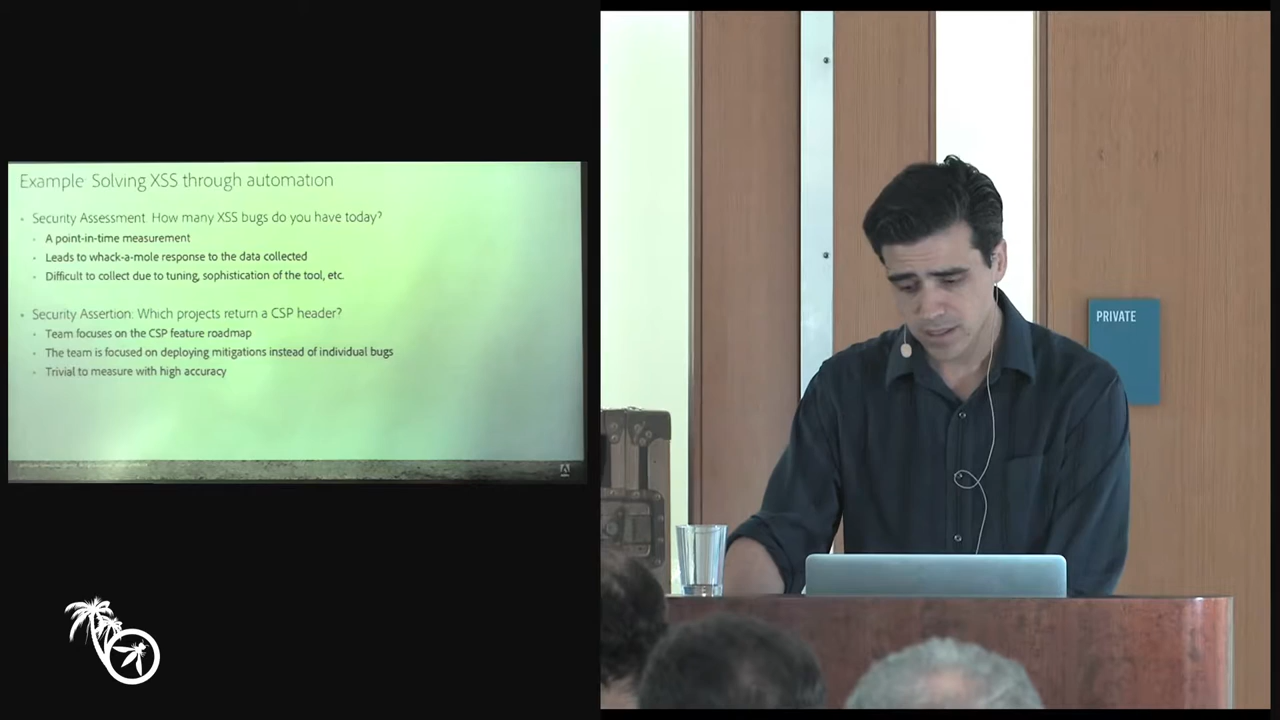 Example Solving XSS through automation
Security Assessment: How many XSS bugs do you have today?
A point-in-time measurement
Leads to whack-a-mole response to the data collected
Difficult to collect due to tuning, sophistication of the tool, etc.
Security Assertion: Which projects return a CSP header?
Team focuses on the CSP feature roadmap
The team is focused on deploying mitigations instead of individual bugs
Trivial to measure with high accuracy
PRIVATE